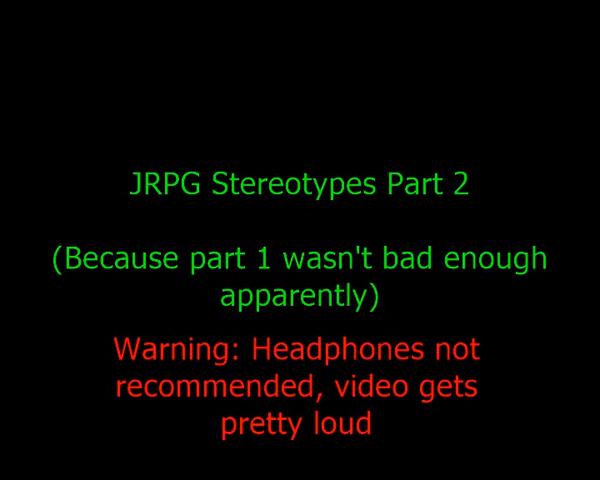 JRPG Stereotypes Part 2
(Because part 1 wasn't bad enough
apparently)
Warning: Headphones not
recommended, video gets
pretty loud